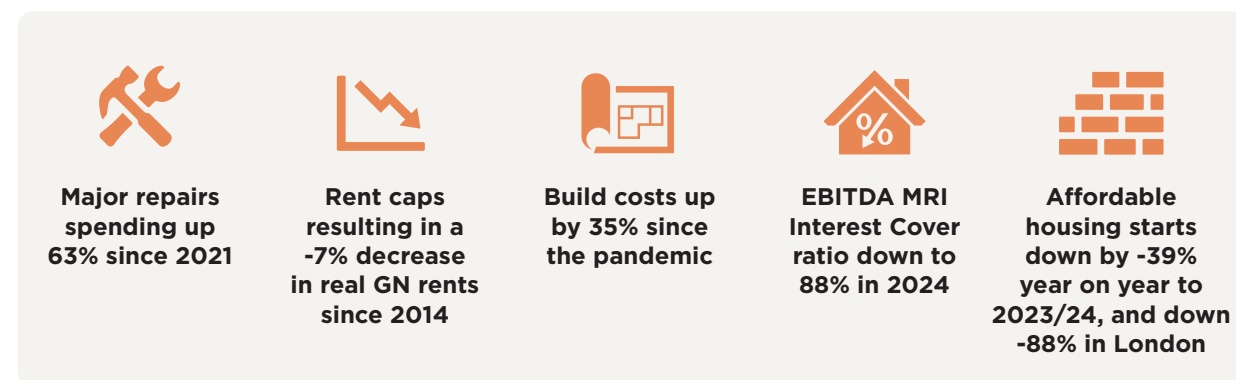 Major repairs
spending up
63% since 2021
Rent caps
resulting in a
-7% decrease
in real GN rents
since 2014
Build costs up
by 35% since
the pandemic
%
EBITDA MRI
Interest Cover
ratio down to
88% in 2024
Affordable
housing starts
down by -39%
year on year to
2023/24, and down
-88% in London